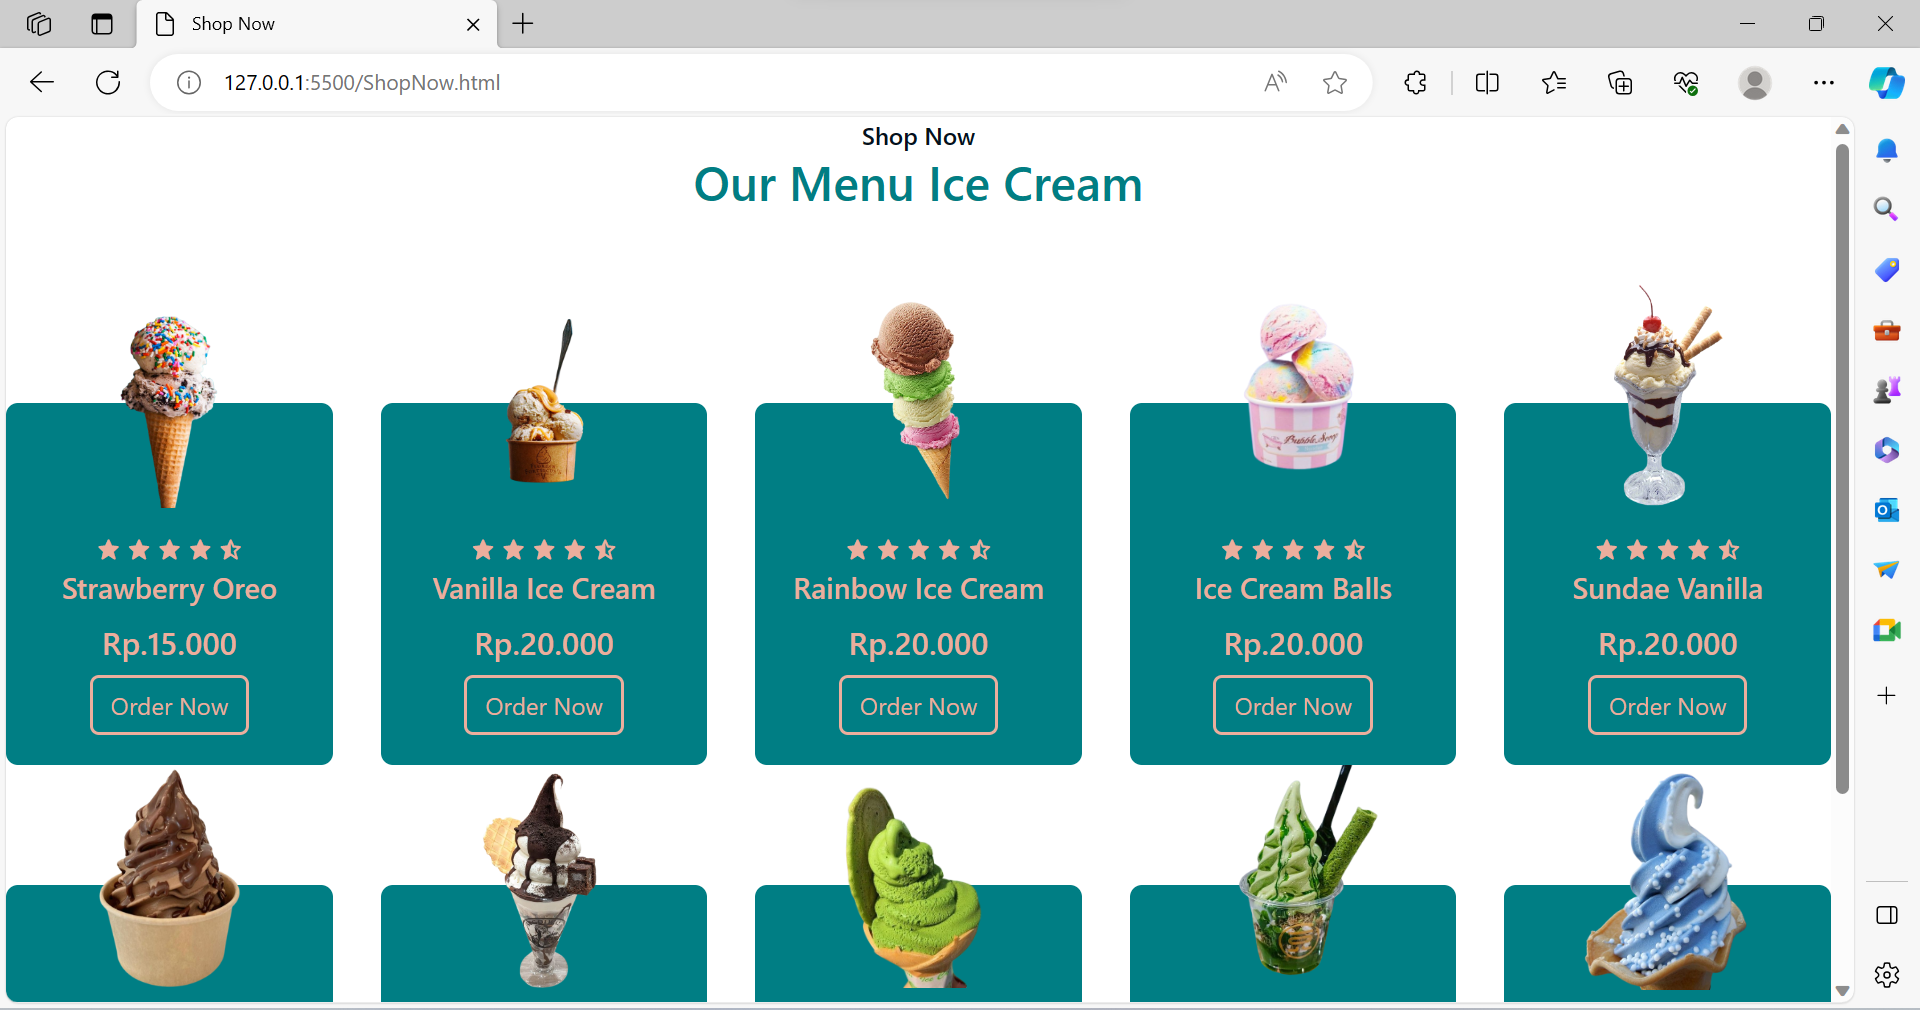 Shop Now
127.0.0.1:5500/ShopNow.html
Shop Now
Our Menu Ice Cream
Strawberry Oreo
Vanilla Ice Cream
Rainbow Ice Cream
Ice Cream Balls
Sundae Vanilla
Rp.15.000
Rp.20.000
Rp.20.000
Rp.20.000
Rp.20.000
Order Now
Order Now
Order Now
Order Now
Order Now